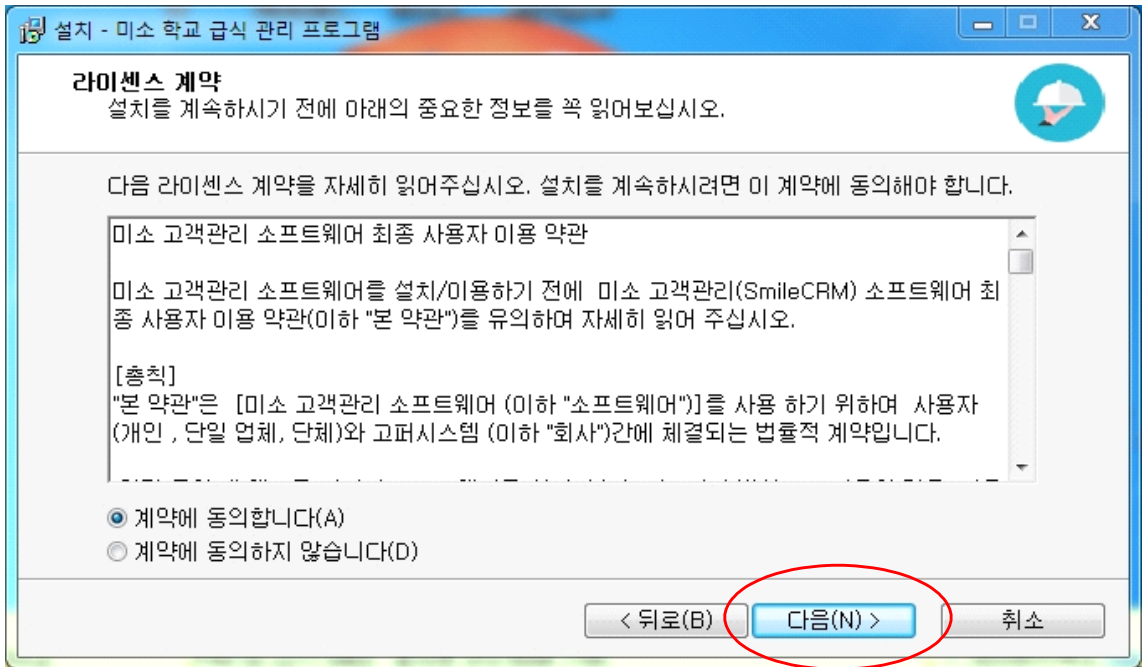 설치 - 미소 학교 급식 관리 프로그램
라이센스 계약
설치를 계속하시기 전에 아래의 중요한 정보를 꼭 읽어보십시오.
다음 라이센스 계약을 자세히 읽어주십시오. 설치를 계속하시려면 이 계약에 동의해야 합니다.
미소 고객관리 소프트웨어 최종 사용자 이용 약관
미소 고객관리 소프트웨어를 설치/이용하기 전에 미소 고객관리(SmileCRM) 소프트웨어 최
종 사용자 이용 약관(이하 "본 약관")를 유의하여 자세히 읽어 주십시오.
[총칙]
"본 약관"은 [미소 고객관리 소프트웨어 (이하 "소프트웨어")]를 사용 하기 위하여 사용자
(개인 , 단일 업체, 단체)와 고퍼시스템 (이하 "회사")간에 체결되는 법률적 계약입니다.
계약에 동의합니다(A)
계약에 동의하지 않습니다(D)
< 뒤로(B) 다음(N) > 취소